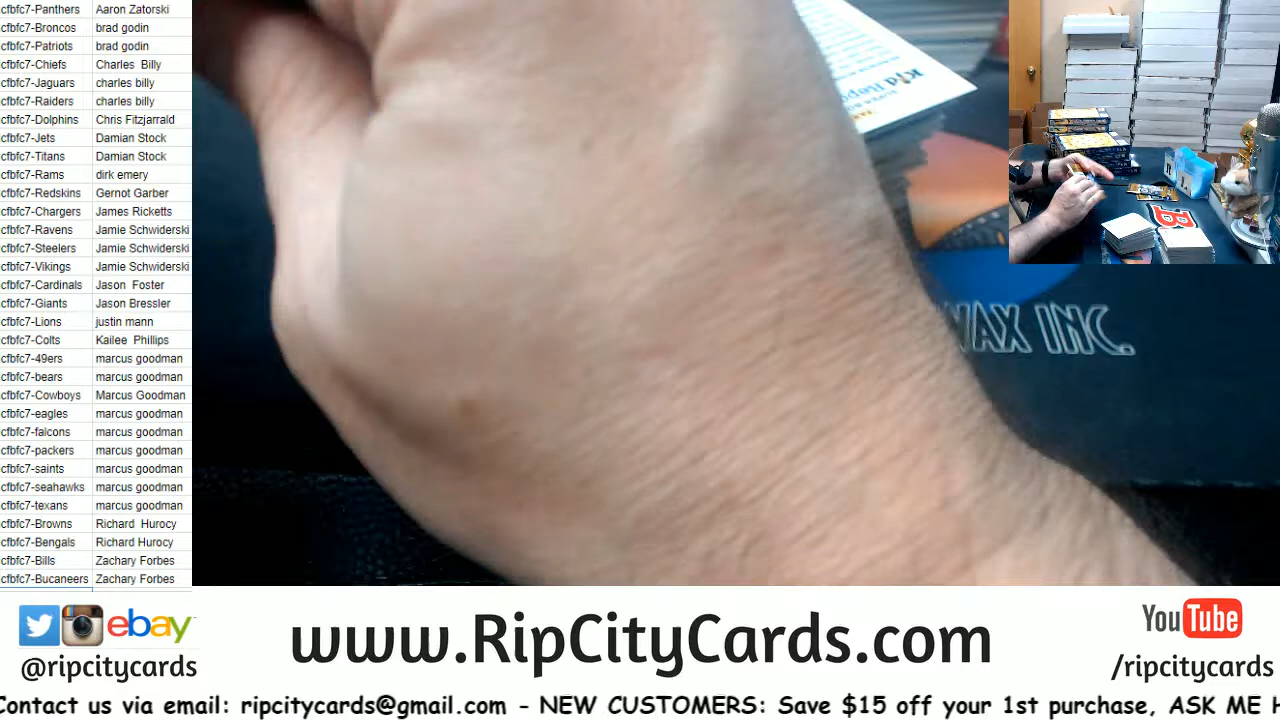 cfbfc7-Panthers Aaron Zatorski
cfbfc7-Broncos brad godin
cfbfc7-Patriots brad godin
cfbfc7-Chiefs Charles Billy
cfbfc7-Jaguars charles billy
cfbfc7-Raiders charles billy
cfbfc7-Dolphins Chris Fitzjarrald
cfbfc7-Jets Damian Stock
cfbfc7-Titans Damian Stock
cfbfc7-Rams dirk emery
cfbfc7-Redskins Gernot Garber
cfbfc7-Chargers James Ricketts
cfbfc7-Ravens Jamie Schwiderski
cfbfc7-Steelers Jamie Schwiderski
cfbfc7-Vikings Jamie Schwiderski
cfbfc7-Cardinals Jason Foster
cfbfc7-Giants Jason Bressler
cfbfc7-Lions justin mann
cfbfc7-Colts Kailee Phillips
cfbfc7-49ers marcus goodman
cfbfc7-bears marcus goodman
cfbfc7-Cowboys Marcus Goodman
cfbfc7-eagles marcus goodman
cfbfc7-falcons marcus goodman
cfbfc7-packers marcus goodman
cfbfc7-saints marcus goodman
cfbfc7-seahawks marcus goodman
cfbfc7-texans marcus goodman
cfbfc7-Browns Richard Hurocy
cfbfc7-Bengals Richard Hurocy
cfbfc7-Bills Zachary Forbes
cfbfc7-Bucaneers Zachary Forbes
WAX INC.
B
ebay
@ripcitycards
www.RipCityCards.com
YouTube
/ripcitycards
Contact us via email: ripcitycards@gmail.com - NEW CUSTOMERS: Save $15 off your 1st purchase, ASK ME H